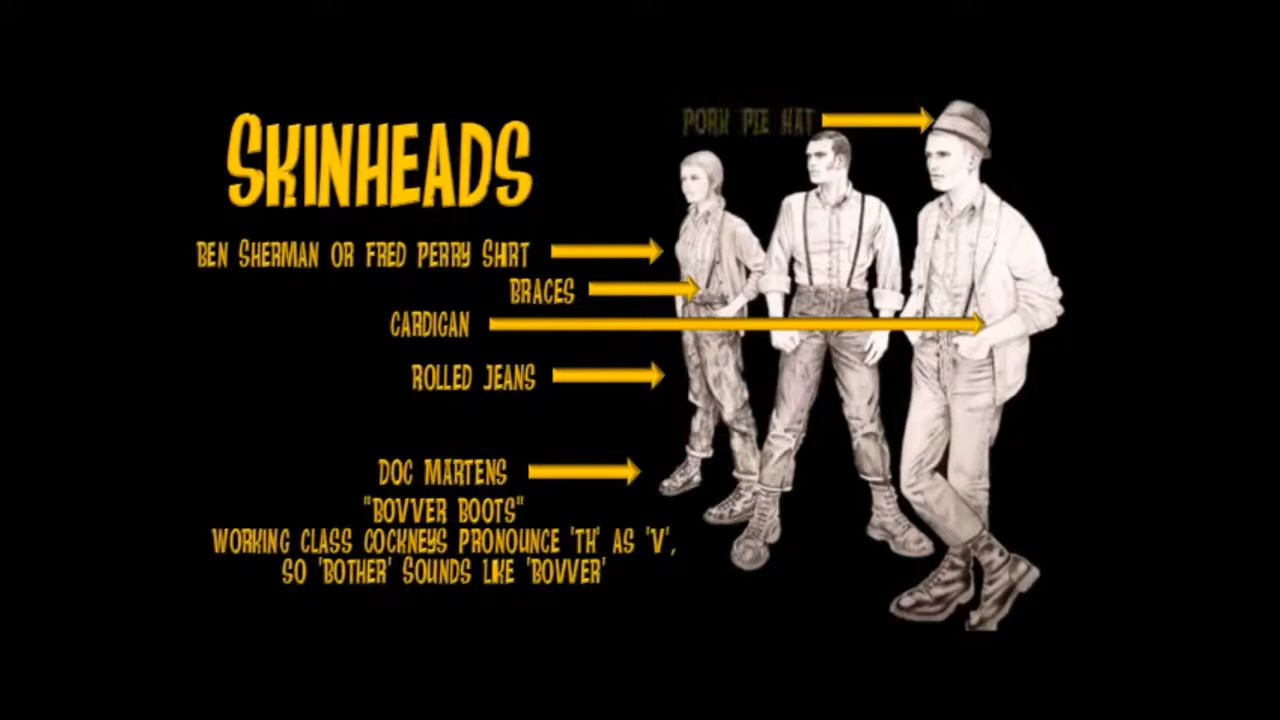 PORK PIE HAT
SKINHEADS
BEN SHERMAN OR FRED PERRY SHIRT
BRACES
CARDIGAN
ROLLED JEANS
DOC MARTENS
"BOVVER BOOTS"
WORKING CLASS COCKNEYS PRONOUNCE 'TH' AS 'V',
SO 'BOTHER' SOUNDS LIKE 'BOVVER'